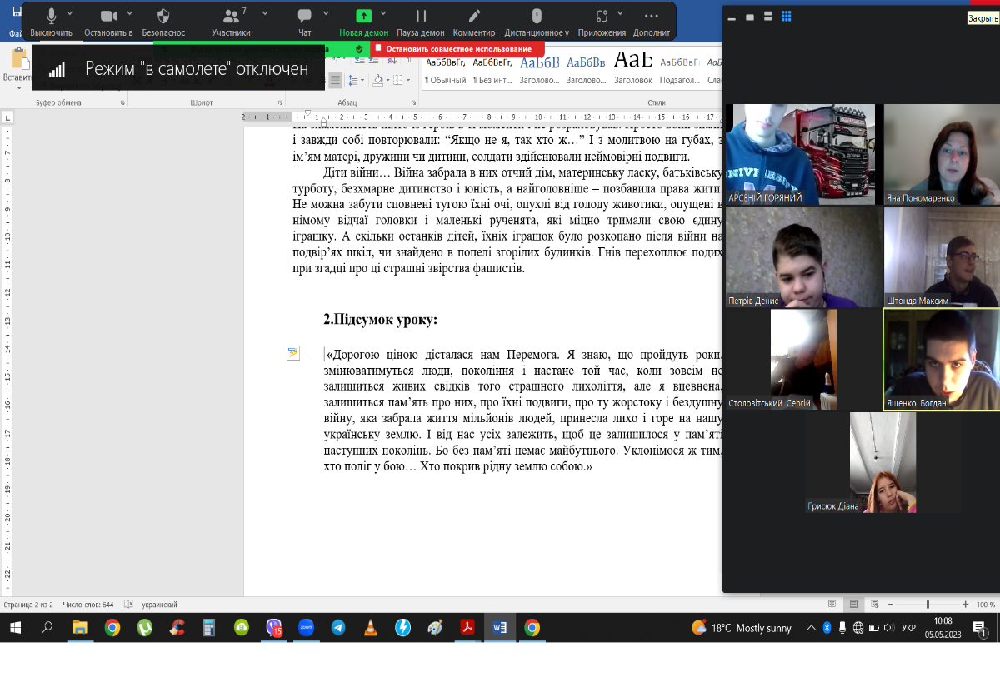 7
Выключить
Остановить в
Безопаснос
Участники
Чат
Новая демон
Пауза демон
Комментир
Дистанционное у
Приложения
Дополнит
Закрыть
Остановить совместное использование
Режим "в самолете" отключен
Вставить
АаБбВвГг,
АаБбВвГг,
АаБбВ
АаБбВв
АаЬ
АаБбВвГг
¶ Обычный
¶ Без инт...
Заголово...
Заголово...
Заголовок
Подзагол...
Буфер обмена
Шрифт
Абзац
Стили
і завжди собі повторювали: “Якщо не я, так хто ж…” І з молитвою на губах, з
ім’ям матері, дружини чи дитини, солдати здійснювали неймовірні подвиги.
Діти війни… Війна забрала в них отчий дім, материнську ласку, батьківську
турботу, безхмарне дитинство і юність, а найголовніше – позбавила права жити.
Не можна забути сповнені тугою їхні очі, опухлі від голоду животики, опущені в
німому відчаї головки і маленькі рученята, які міцно тримали свою єдину
іграшку. А скільки останків дітей, їхніх іграшок було розкопано після війни на
подвір’ях шкіл, чи знайдено в попелі згорілих будинків. Гнів перехоплює подих
при згадці про ці страшні звірства фашистів.
2.Підсумок уроку:
- «Дорогою ціною дісталася нам Перемога. Я знаю, що пройдуть роки,
змінюватимуться люди, покоління і настане той час, коли зовсім не
залишиться живих свідків того страшного лихоліття, але я впевнена,
залишиться пам’ять про них, про їхні подвиги, про ту жорстоку і бездушну
війну, яка забрала життя мільйонів людей, принесла лихо і горе на нашу
українську землю. І від нас усіх залежить, щоб це залишилося у пам’яті
наступних поколінь. Бо без пам’яті немає майбутнього. Уклонімося ж тим,
хто поліг у бою… Хто покрив рідну землю собою.»
АРСЕНІЙ ГОРЯНИЙ
Яна Пономаренко
Петрів Денис
Штонда Максим
Столовітський Сергій
Ященко Богдан
Грисюк Діана
Страница 2 из 2
Число слов: 644
украинский
100 %
15
zoom
18°C Mostly sunny
УКР
10:08
05.05.2023
1